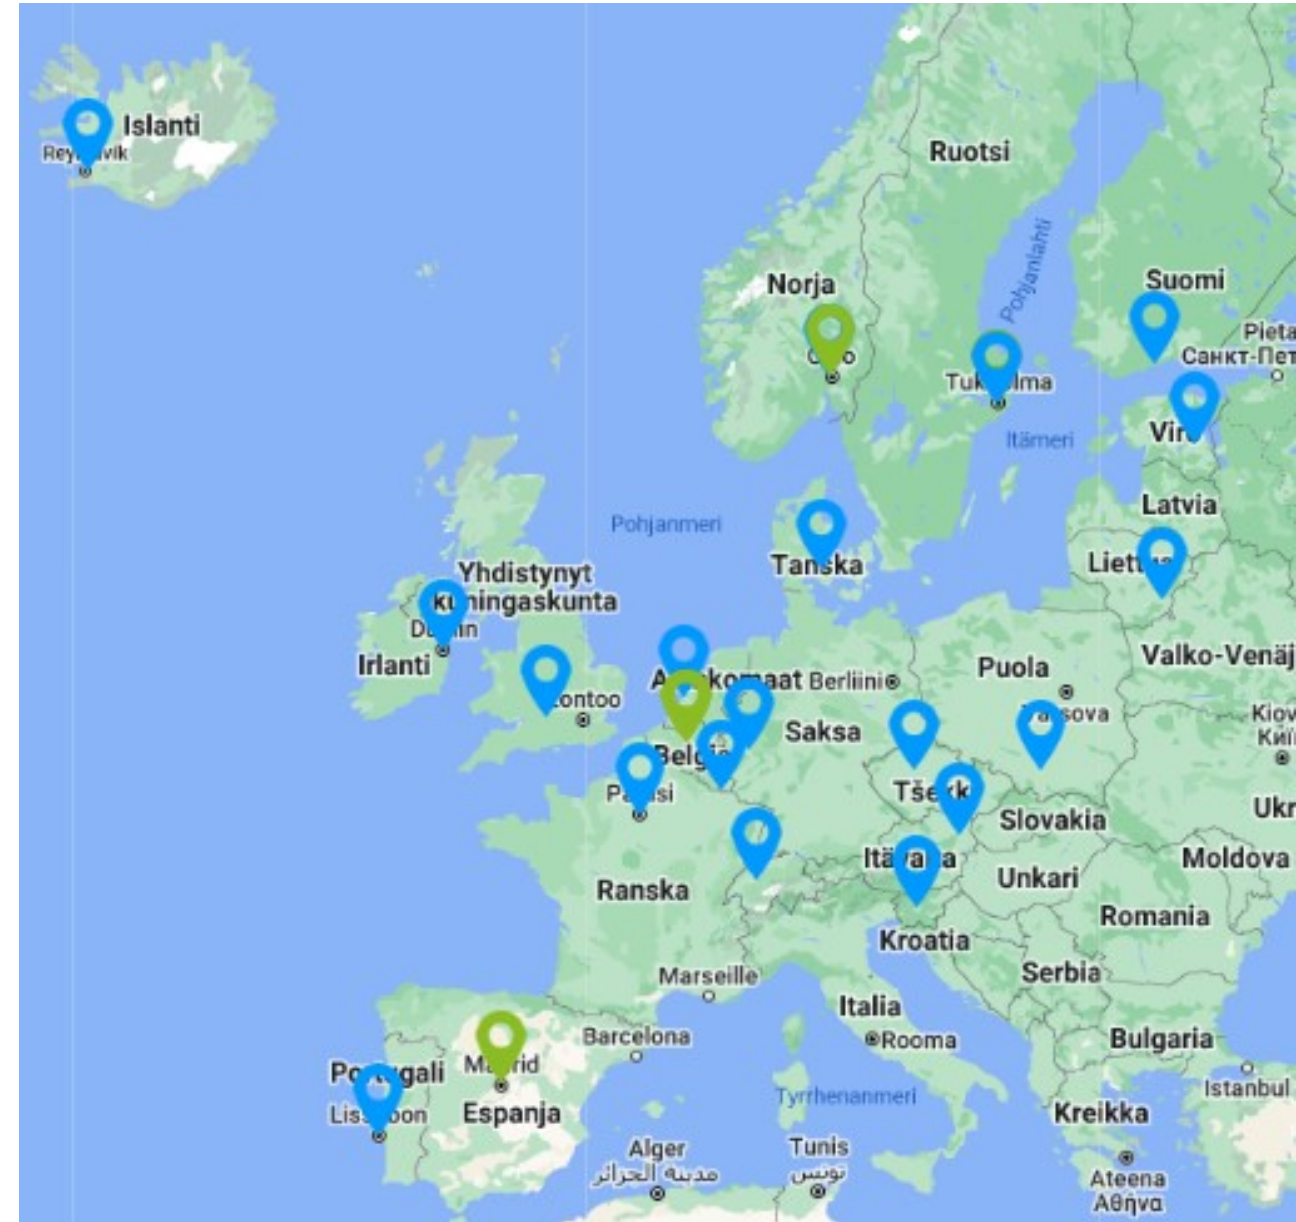 Islanti
Ruotsi
Pohjanlahti
Norja
Suomi
Pieta
Санкт-Пет
Itämeri
Latvia
Pohjanmeri
Tanska
Yhdistynyt
kuningaskunta
Irlanti
Berliini
Puola
Valko-Venäj
Saksa
Kiov
Киї
Slovakia
Ukr
Ranska
Unkari
Moldova
Romania
Kroatia
Serbia
Marseille
Italia
Rooma
Barcelona
Bulgaria
Portugali
Istanbul
Espanja
Tyrrhenanmeri
Kreikka
Alger
مدينة الجزائر
Tunis
تونس
Ateena
Αθήνα